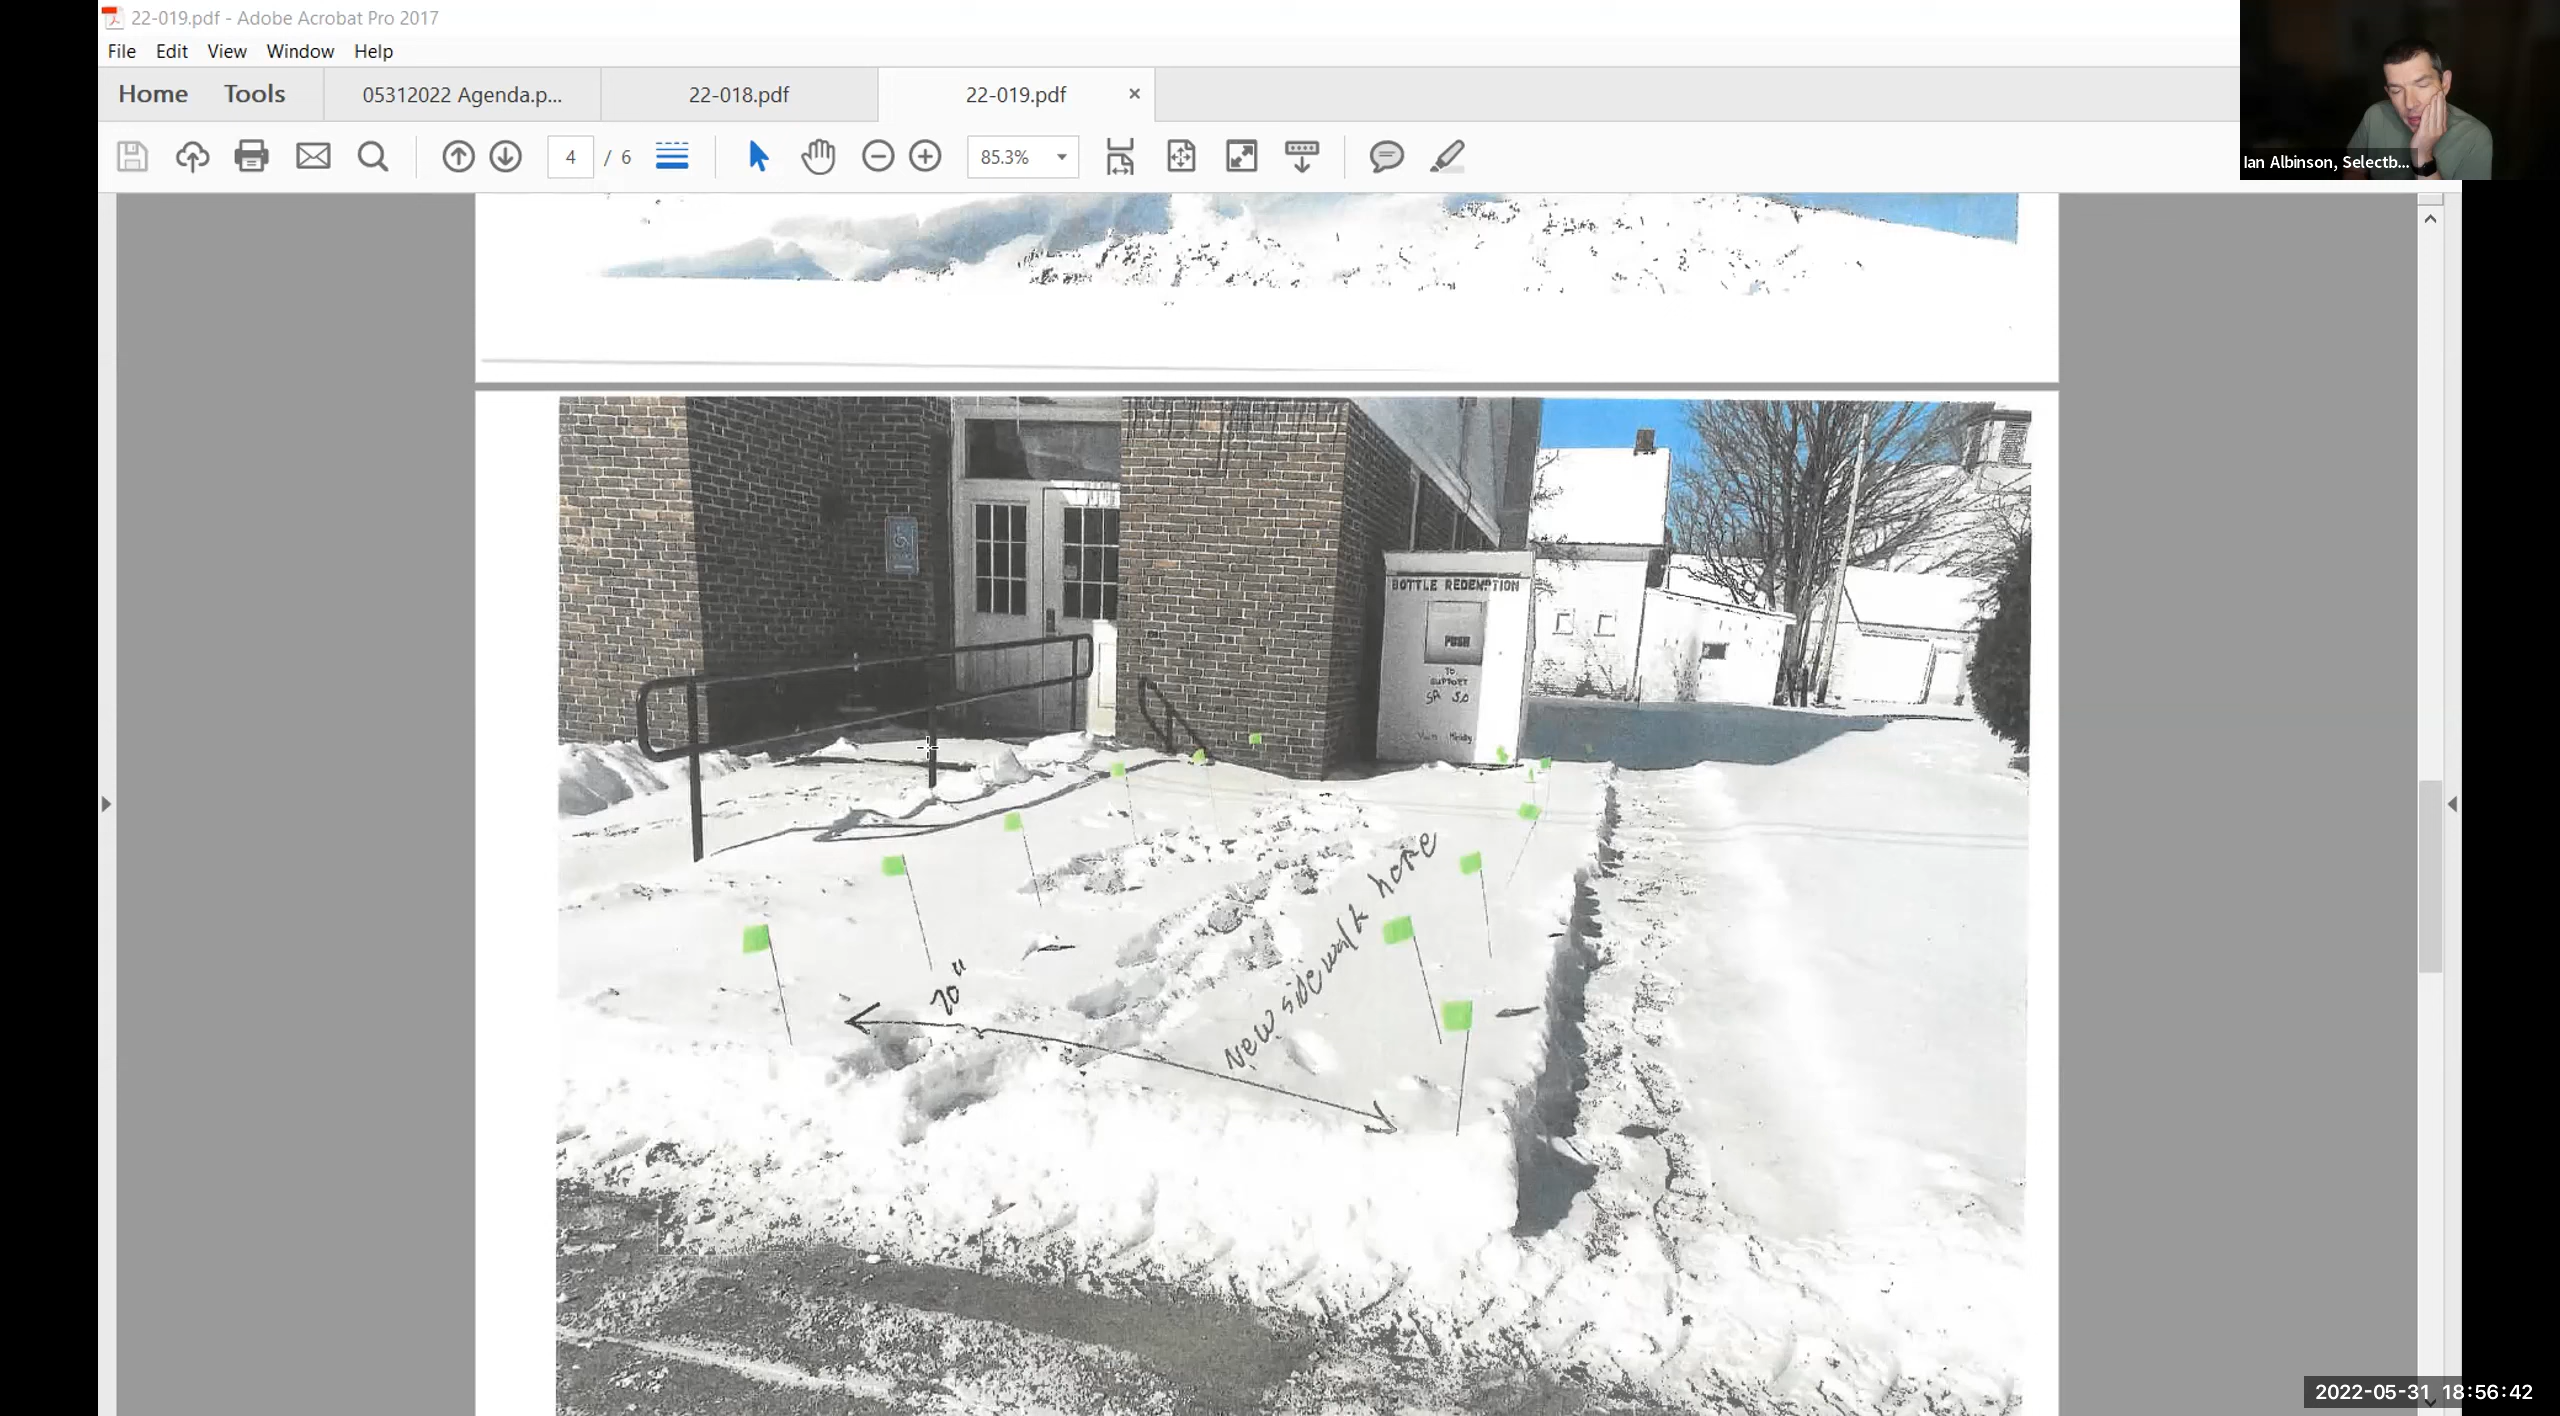 22-019.pdf - Adobe Acrobat Pro 2017
File Edit View Window Help
Home Tools 05312022 Agenda.p... 22-018.pdf 22-019.pdf
4 / 6 85.3%
Ian Albinson, Selectb...
BOTTLE REDEMPTION
PUSH
TO
SUPPORT
20"
New sidewalk here
2022-05-31 18:56:42